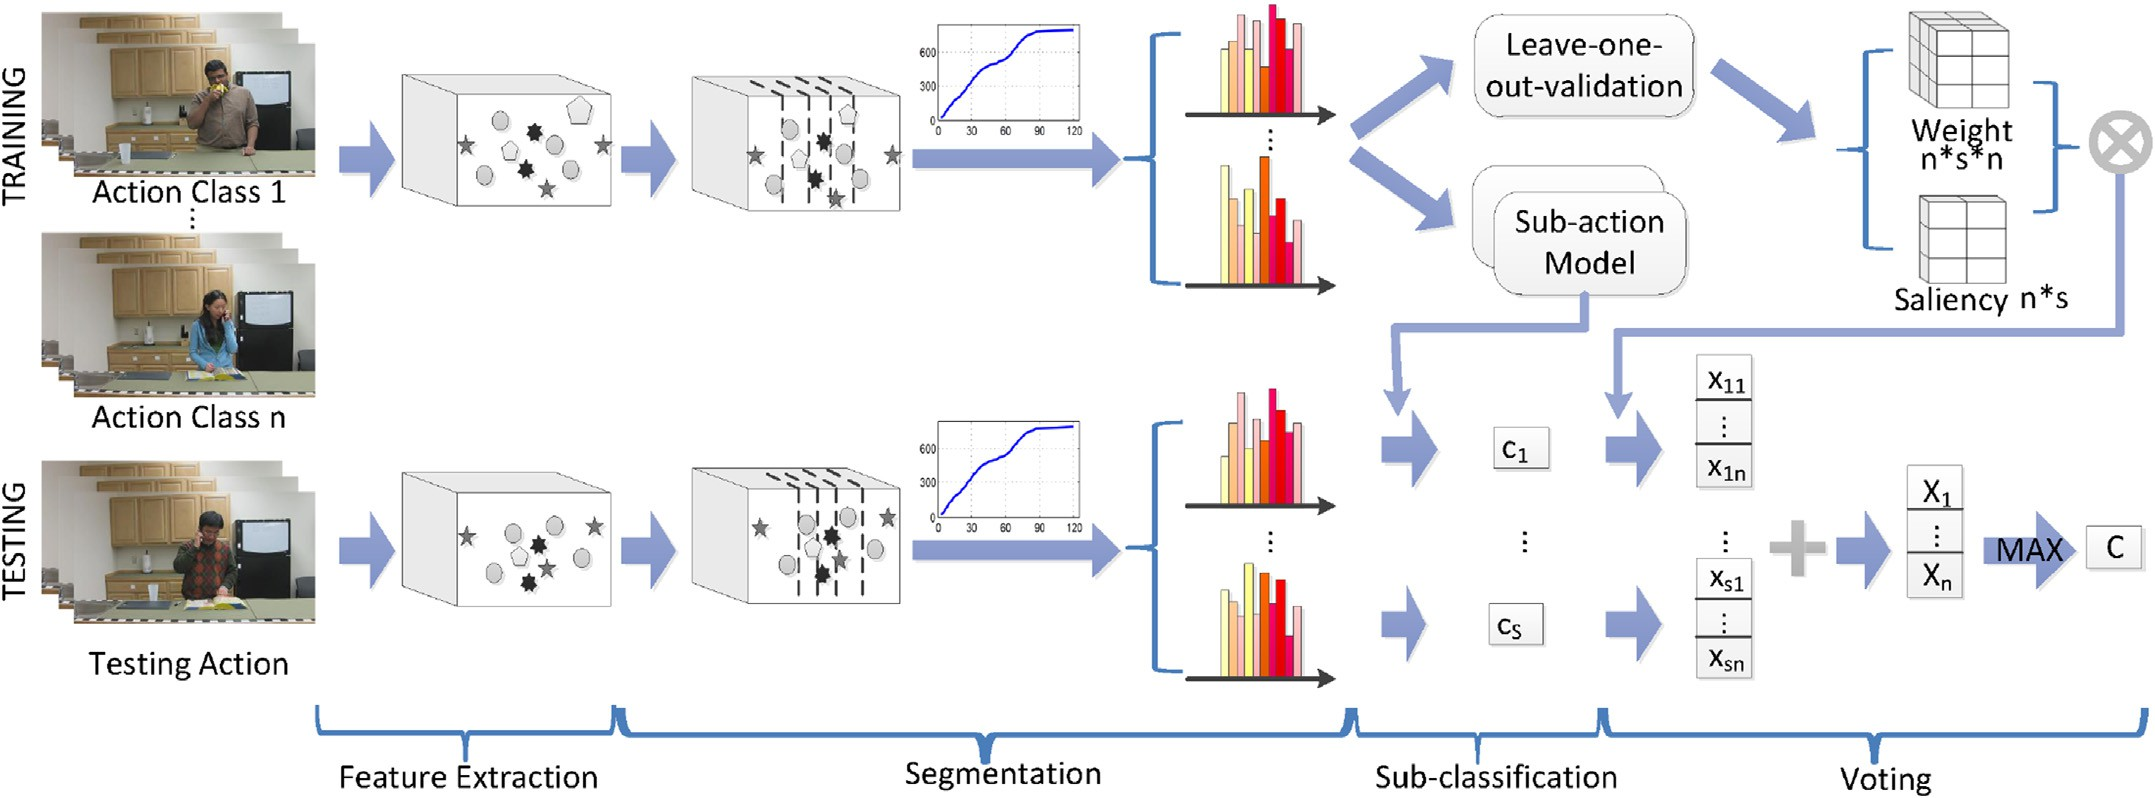 TRAINING
Action Class 1
⋮
Action Class n
600
300
0
0 30 60 90 120
⋮
Leave-one-
out-validation
Sub-action
Model
Weight
n*s*n
Saliency n*s
TESTING
Testing Action
600
300
0
0 30 60 90 120
⋮
c1
⋮
cS
x11
⋮
x1n
⋮
xs1
⋮
xsn
X1
⋮
Xn
MAX
C
Feature Extraction
Segmentation
Sub-classification
Voting